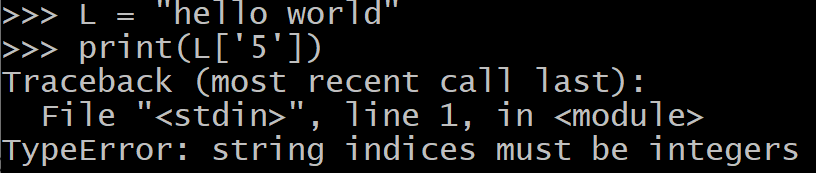 >>> L = "hello world"
>>> print(L['5'])
Traceback (most recent call last):
  File "<stdin>", line 1, in <module>
TypeError: string indices must be integers